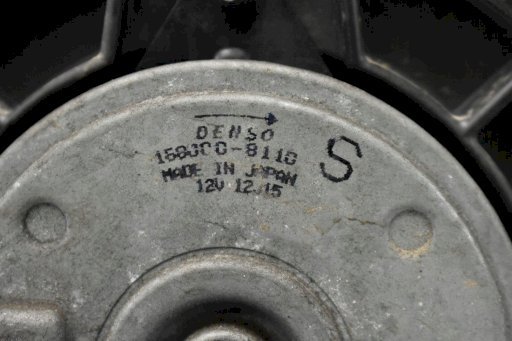 DENSO
168000-8110
MADE IN JAPAN
12V 12.15
S